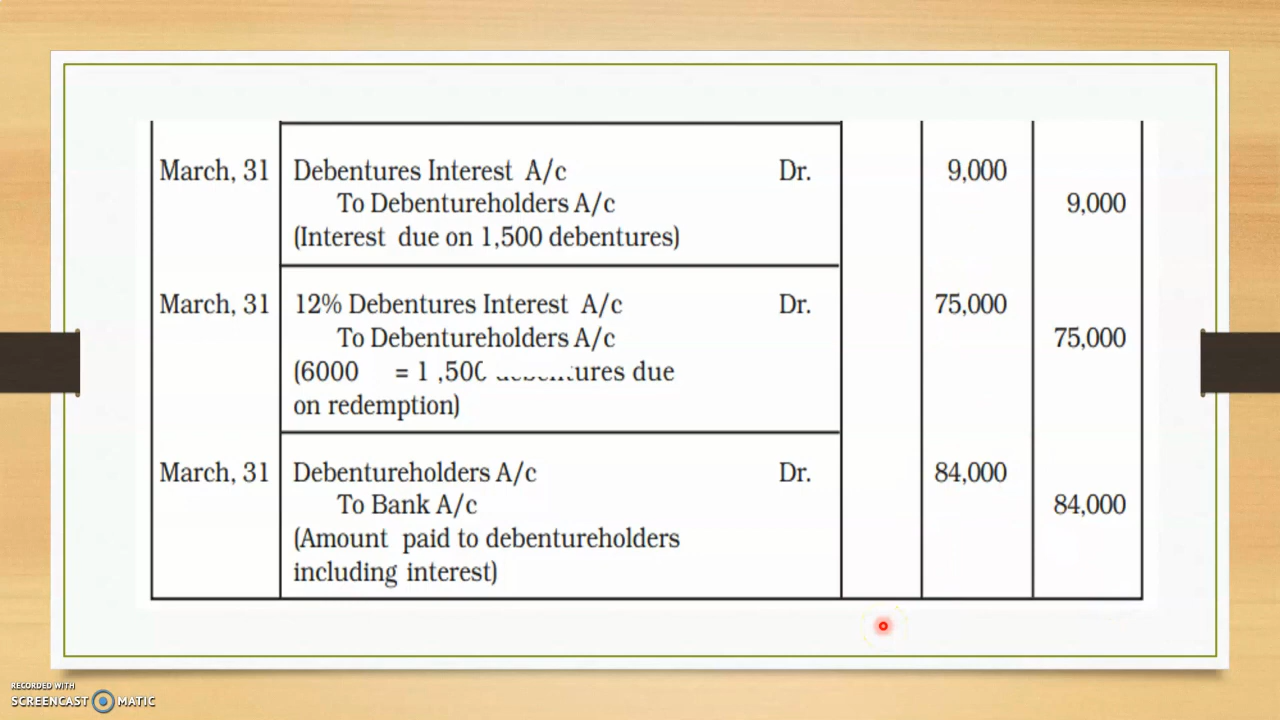 March, 31 Debentures Interest A/c Dr. 9,000
To Debentureholders A/c 9,000
(Interest due on 1,500 debentures)
March, 31 12% Debentures Interest A/c Dr. 75,000
To Debentureholders A/c 75,000
(6000 = 1 ,500 due
on redemption)
March, 31 Debentureholders A/c Dr. 84,000
To Bank A/c 84,000
(Amount paid to debentureholders
including interest)
RECORDED WITH
SCREENCAST MATIC